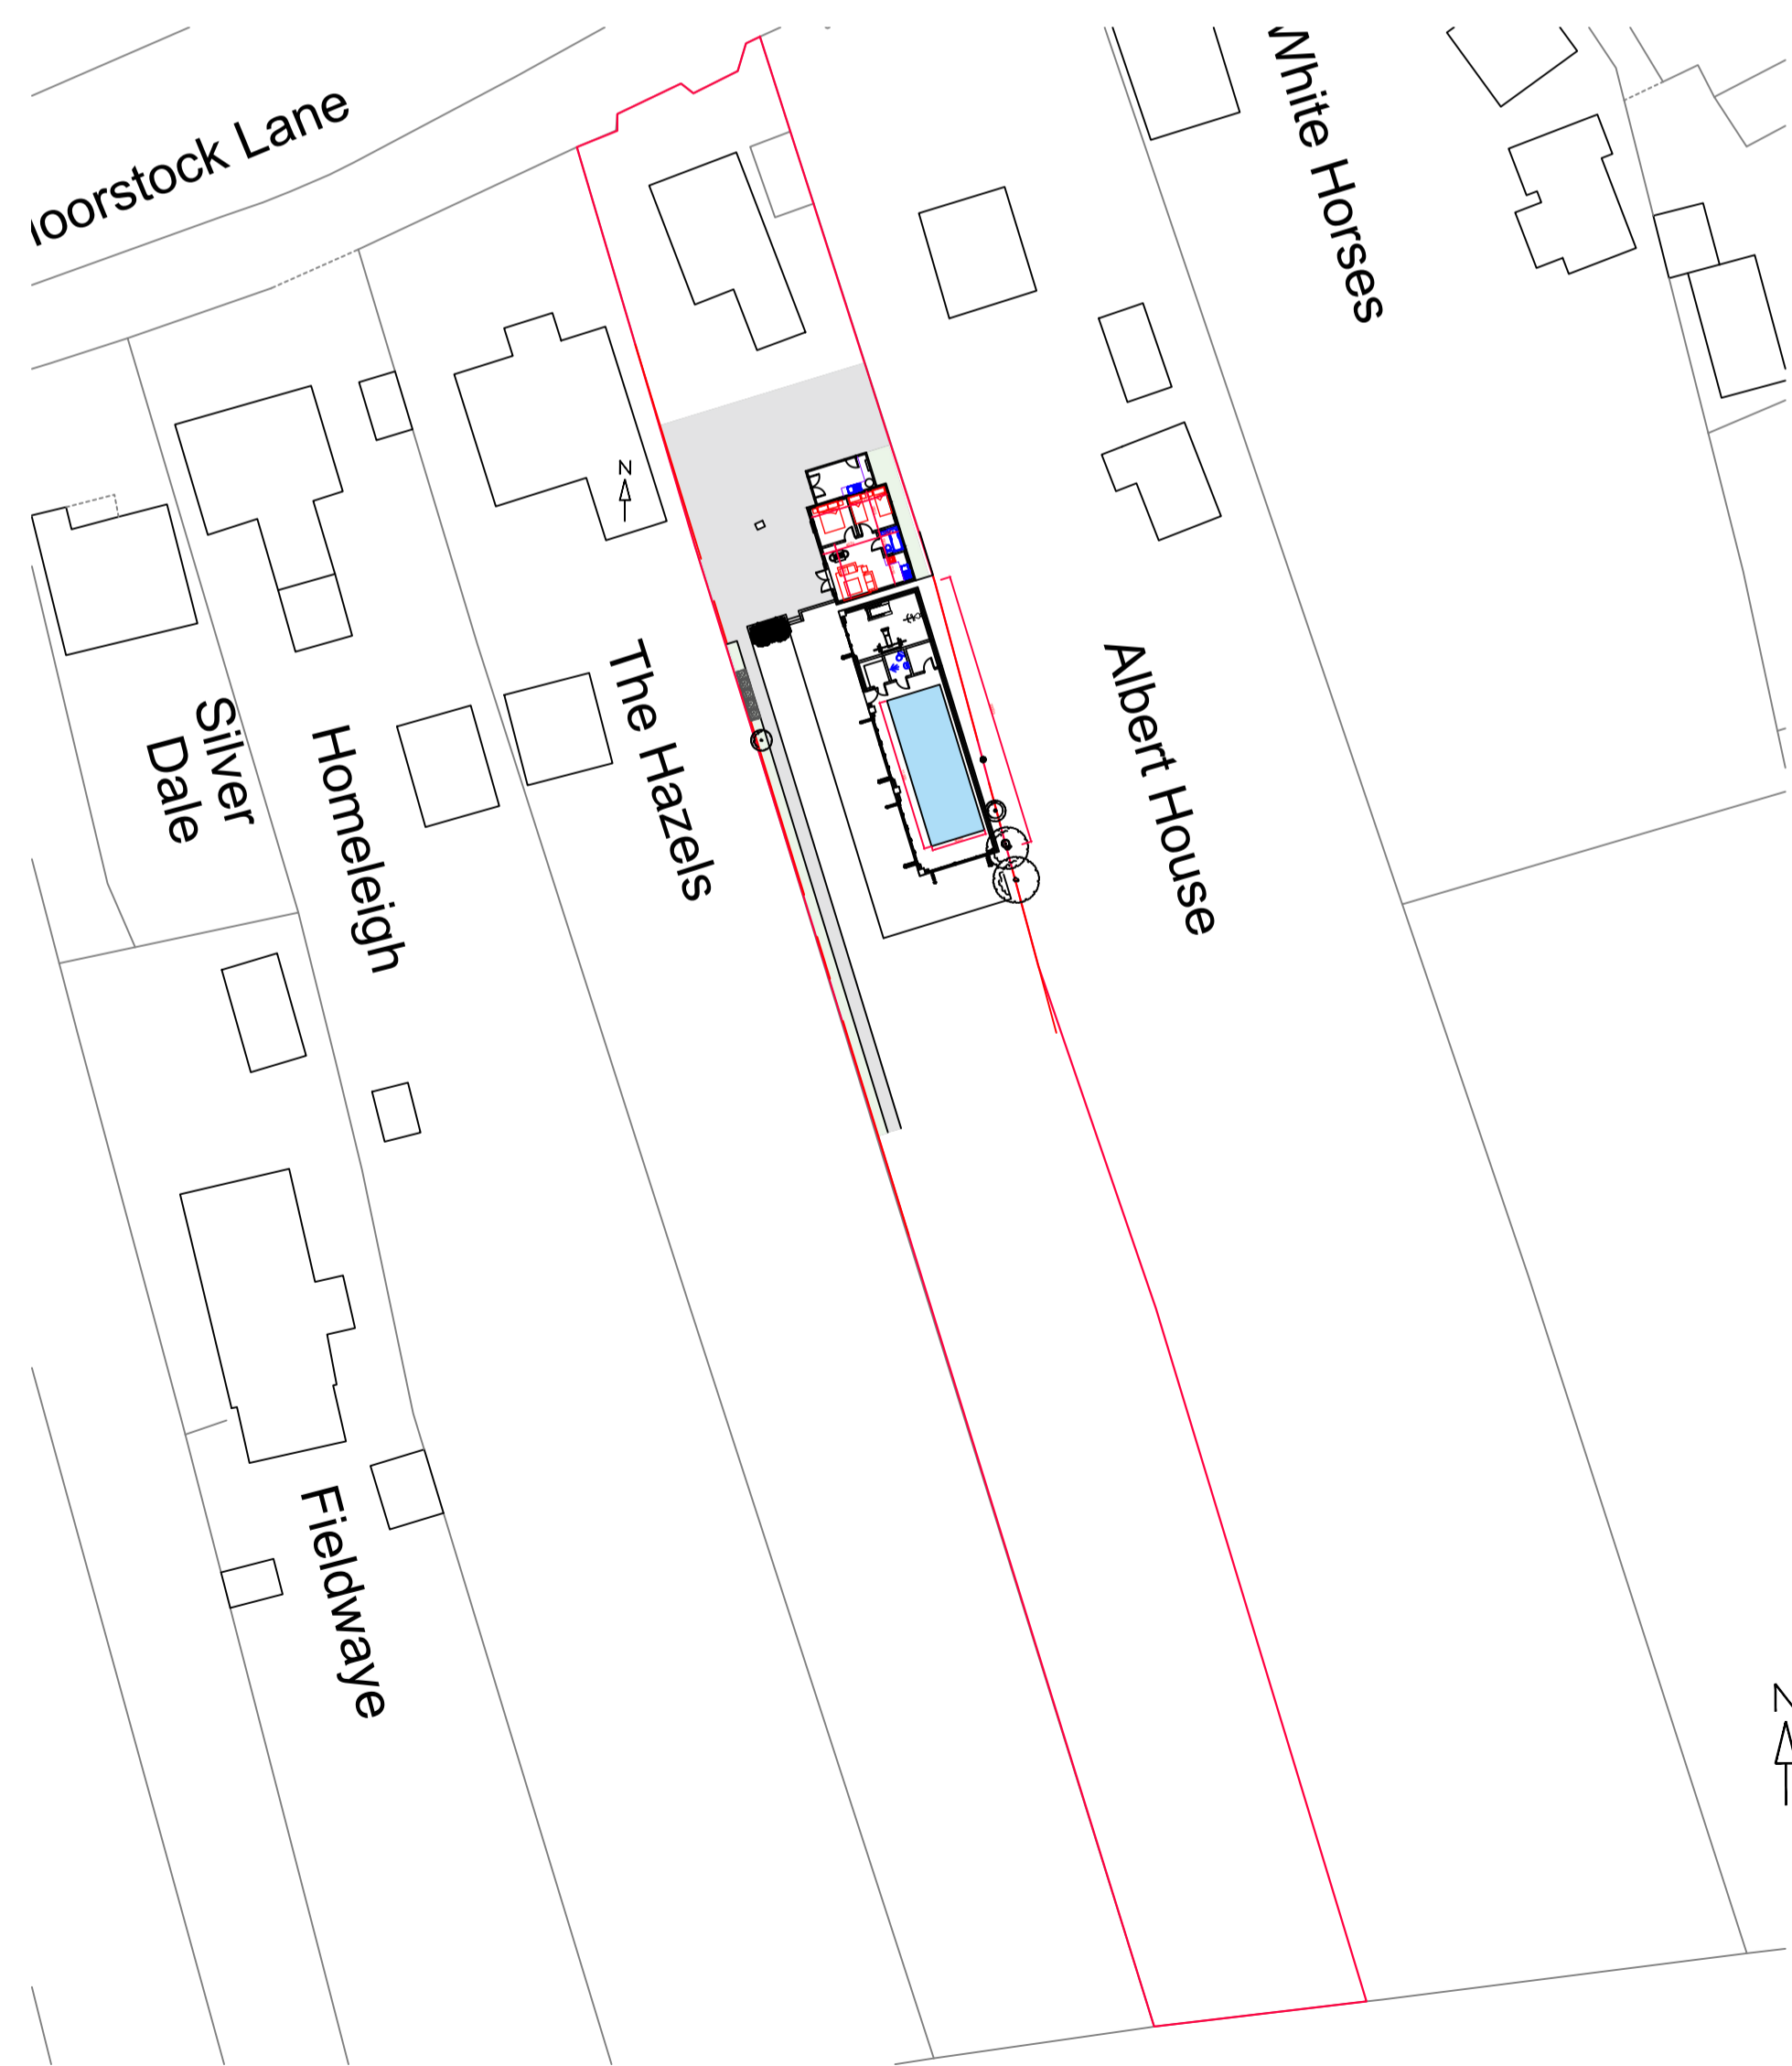 oorstock Lane
White Horses
N
The Hazels
Albert House
Silver
Dale
Homeleigh
Fieldwaye
N